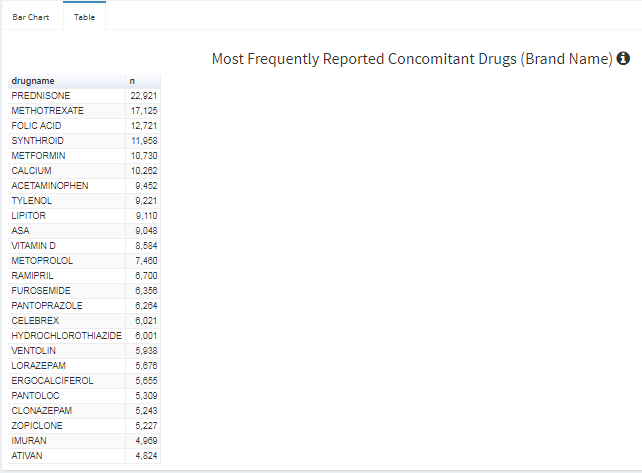 Bar Chart Table
Most Frequently Reported Concomitant Drugs (Brand Name)
drugname n
PREDNISONE 22,921
METHOTREXATE 17,125
FOLIC ACID 12,721
SYNTHROID 11,958
METFORMIN 10,730
CALCIUM 10,262
ACETAMINOPHEN 9,452
TYLENOL 9,221
LIPITOR 9,110
ASA 9,048
VITAMIN D 8,584
METOPROLOL 7,460
RAMIPRIL 6,700
FUROSEMIDE 6,356
PANTOPRAZOLE 6,264
CELEBREX 6,021
HYDROCHLOROTHIAZIDE 6,001
VENTOLIN 5,938
LORAZEPAM 5,676
ERGOCALCIFEROL 5,655
PANTOLOC 5,309
CLONAZEPAM 5,243
ZOPICLONE 5,227
IMURAN 4,969
ATIVAN 4,824